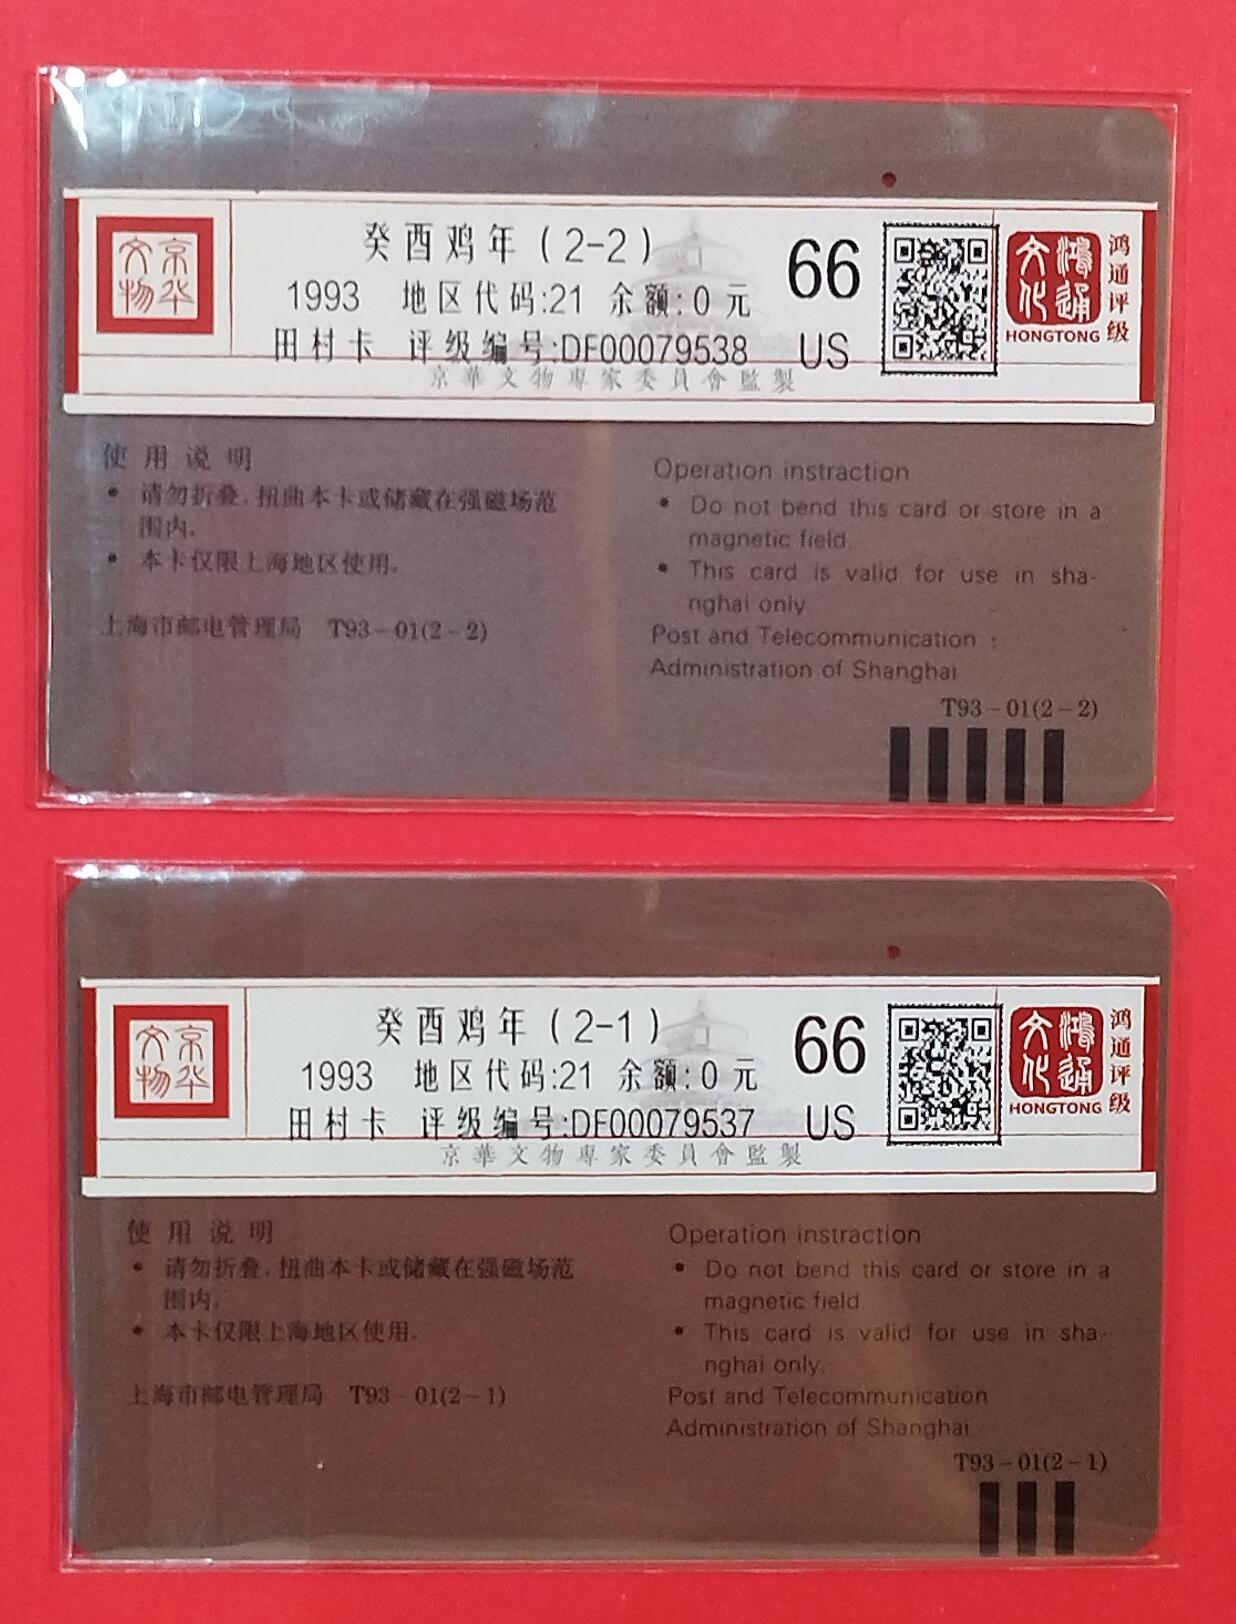 京华
文物
癸酉鸡年(2-2)
1993 地区代码:21 余额:0元
田村卡 评级编号:DF00079538
66
US
京華文物專家委員會監製
鸿通
文化
HONGTONG
鸿通评级
使用说明
• 请勿折叠.扭曲本卡或储藏在强磁场范
围内.
• 本卡仅限上海地区使用.
上海市邮电管理局 T93-01(2-2)
Operation instraction
• Do not bend this card or store in a
magnetic field.
• This card is valid for use in sha-
nghai only.
Post and Telecommunication :
Administration of Shanghai
T93-01(2-2)
京华
文物
癸酉鸡年(2-1)
1993 地区代码:21 余额:0元
田村卡 评级编号:DF00079537
66
US
京華文物專家委員會監製
鸿通
文化
HONGTONG
鸿通评级
使用说明
• 请勿折叠.扭曲本卡或储藏在强磁场范
围内.
• 本卡仅限上海地区使用.
上海市邮电管理局 T93-01(2-1)
Operation instraction
• Do not bend this card or store in a
magnetic field.
• This card is valid for use in sha-
nghai only.
Post and Telecommunication
Administration of Shanghai
T93-01(2-1)